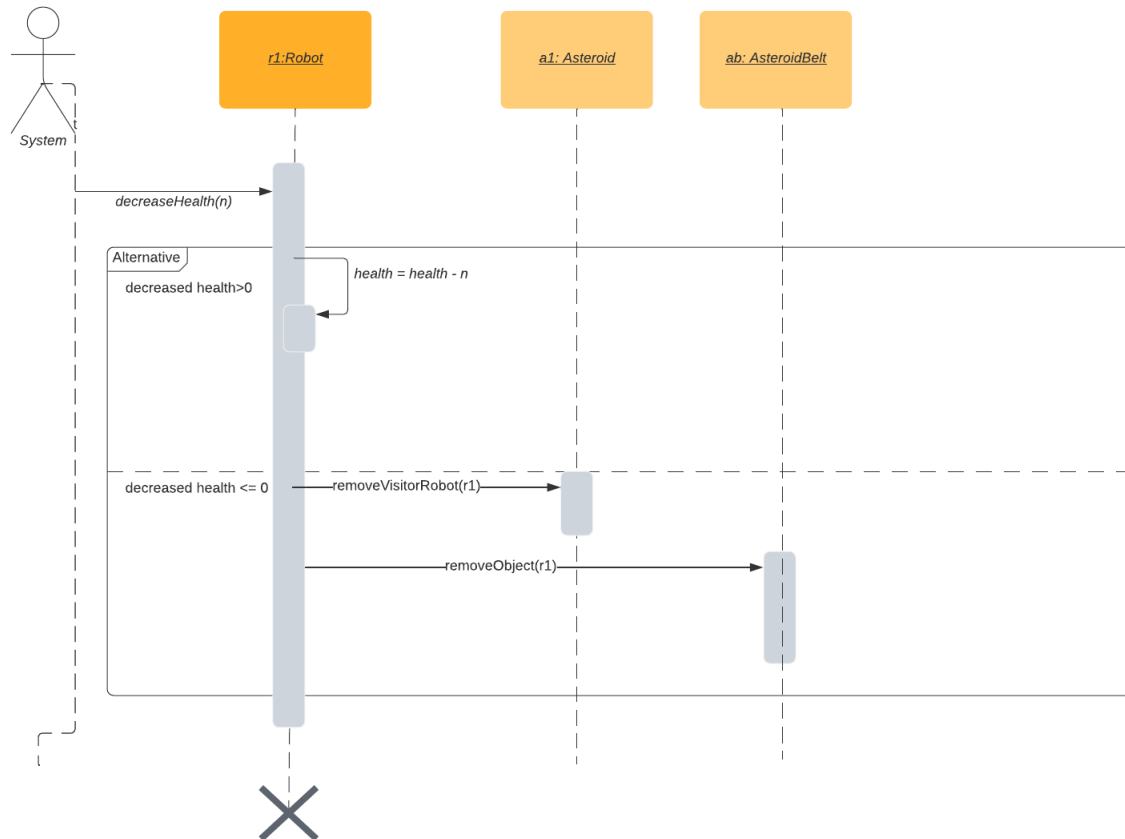 r1:Robot
a1: Asteroid
ab: AsteroidBelt
System
decreaseHealth(n)
Alternative
health = health - n
decreased health>0
decreased health <= 0
removeVisitorRobot(r1)
removeObject(r1)